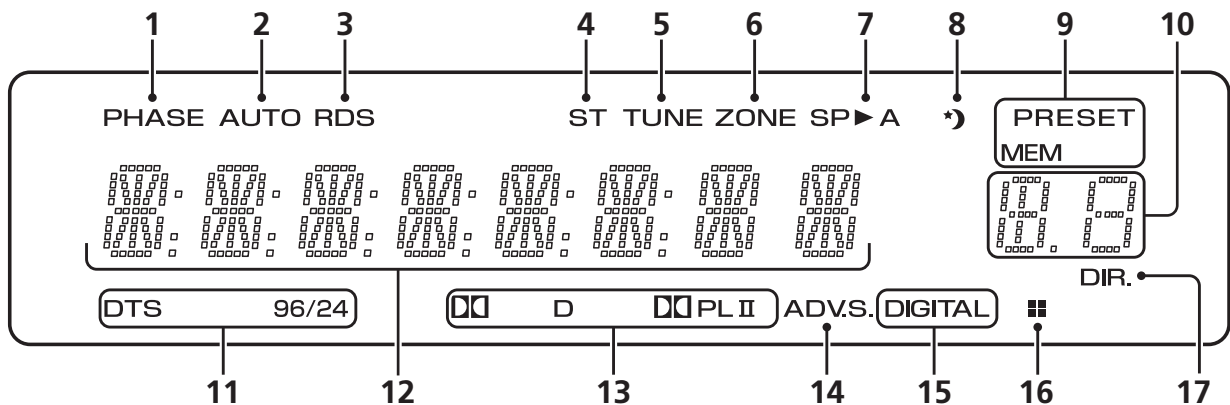 1 2 3 4 5 6 7 8 9 10
PHASE AUTO RDS ST TUNE ZONE SP►A PRESET
MEM
DIR.
DTS 96/24 D PL II ADV.S. DIGITAL
11 12 13 14 15 16 17